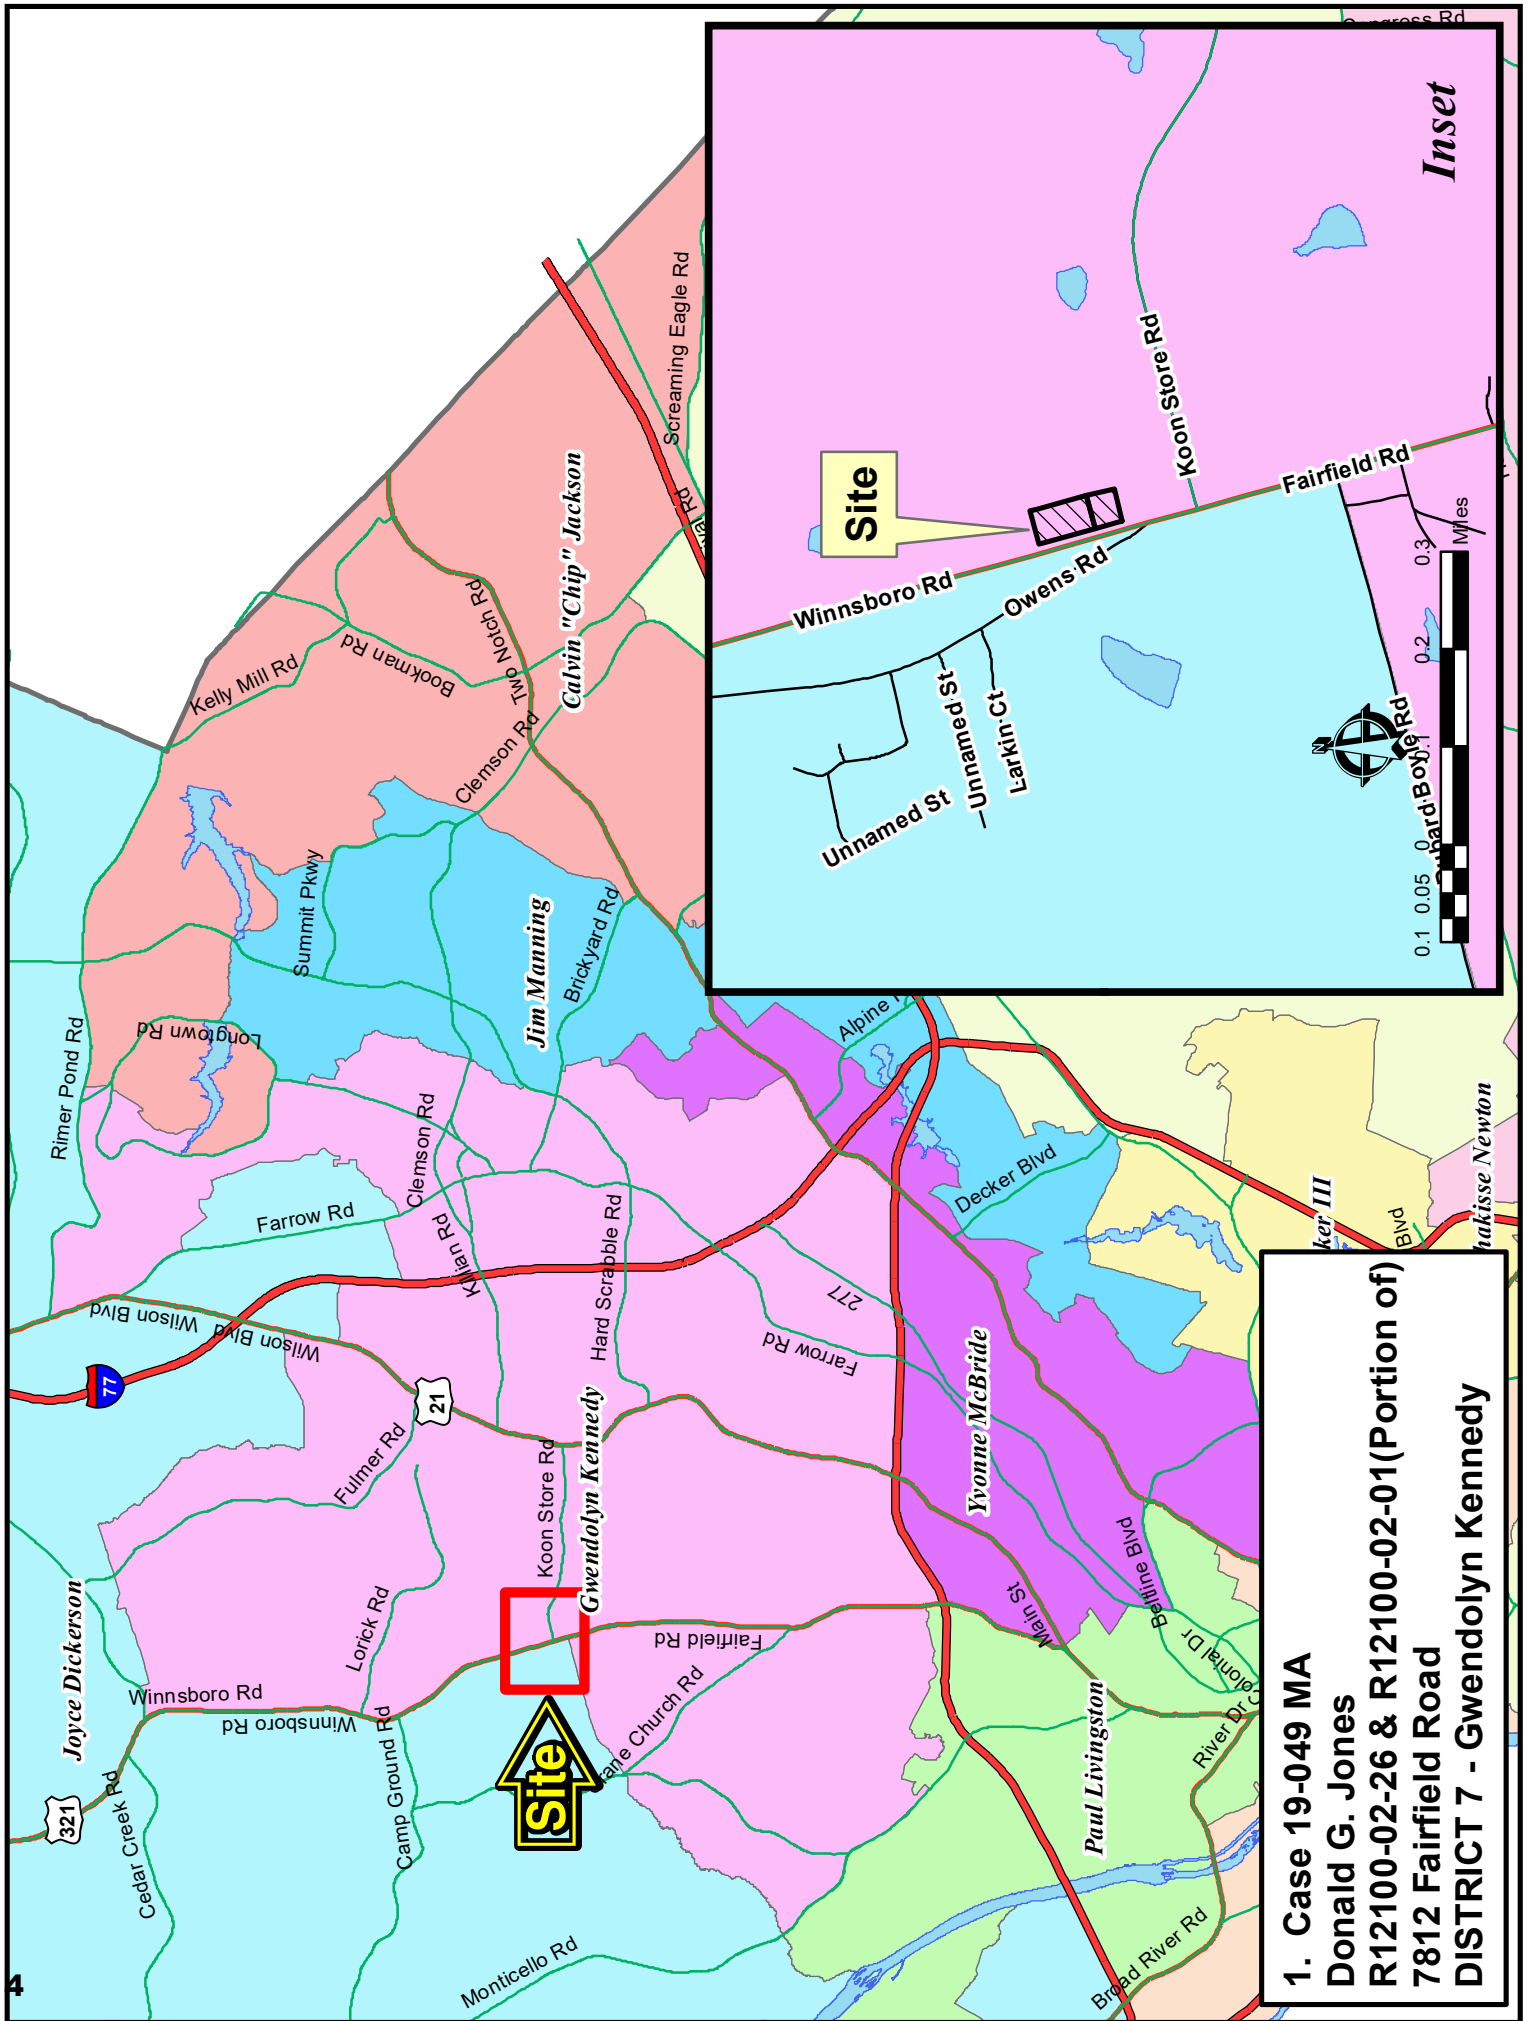 4
321
Joyce Dickerson
Cedar Creek Rd
Winnsboro Rd
Winnsboro Rd
Camp Ground Rd
Lorick Rd
Monticello Rd
Site
Fairfield Rd
Koon Store Rd
Gwendolyn Kennedy
Fulmer Rd
21
77
Wilson Blvd
Wilson Blvd
Farrow Rd
Rimer Pond Rd
Longtown Rd
Clemson Rd
Killian Rd
Hard Scrabble Rd
Farrow Rd
277
Summit Pkwy
Jim Manning
Brickyard Rd
Clemson Rd
Two Notch Rd
Kelly Mill Rd
Bookman Rd
Calvin "Chip" Jackson
Screaming Eagle Rd
Alpine
Decker Blvd
Yvonne McBride
Beltline Blvd
Main St
Colonial Dr
River Dr
Paul Livingston
Broad River Rd
ker III
Blvd
hakisse Newton
Inset
Site
Winnsboro Rd
Owens Rd
Koon Store Rd
Fairfield Rd
Unnamed St
Unnamed St
Larkin Ct
N
0.1 0.05 0 0.1 0.2 0.3
Miles
1. Case 19-049 MA
Donald G. Jones
R12100-02-26 & R12100-02-01(Portion of)
7812 Fairfield Road
DISTRICT 7 - Gwendolyn Kennedy